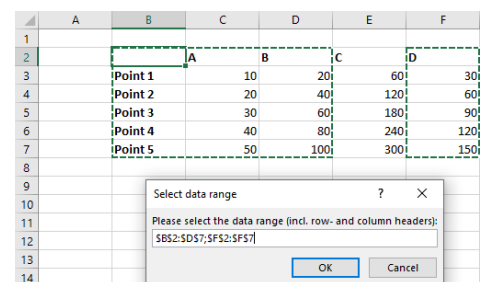 A B C D E F
1
2 A B C D
3 Point 1 10 20 60 30
4 Point 2 20 40 120 60
5 Point 3 30 60 180 90
6 Point 4 40 80 240 120
7 Point 5 50 100 300 150
8
9
10
11
12
13
14
Select data range ? ×
Please select the data range (incl. row- and column headers):
$B$2:$D$7;$F$2:$F$7
OK Cancel